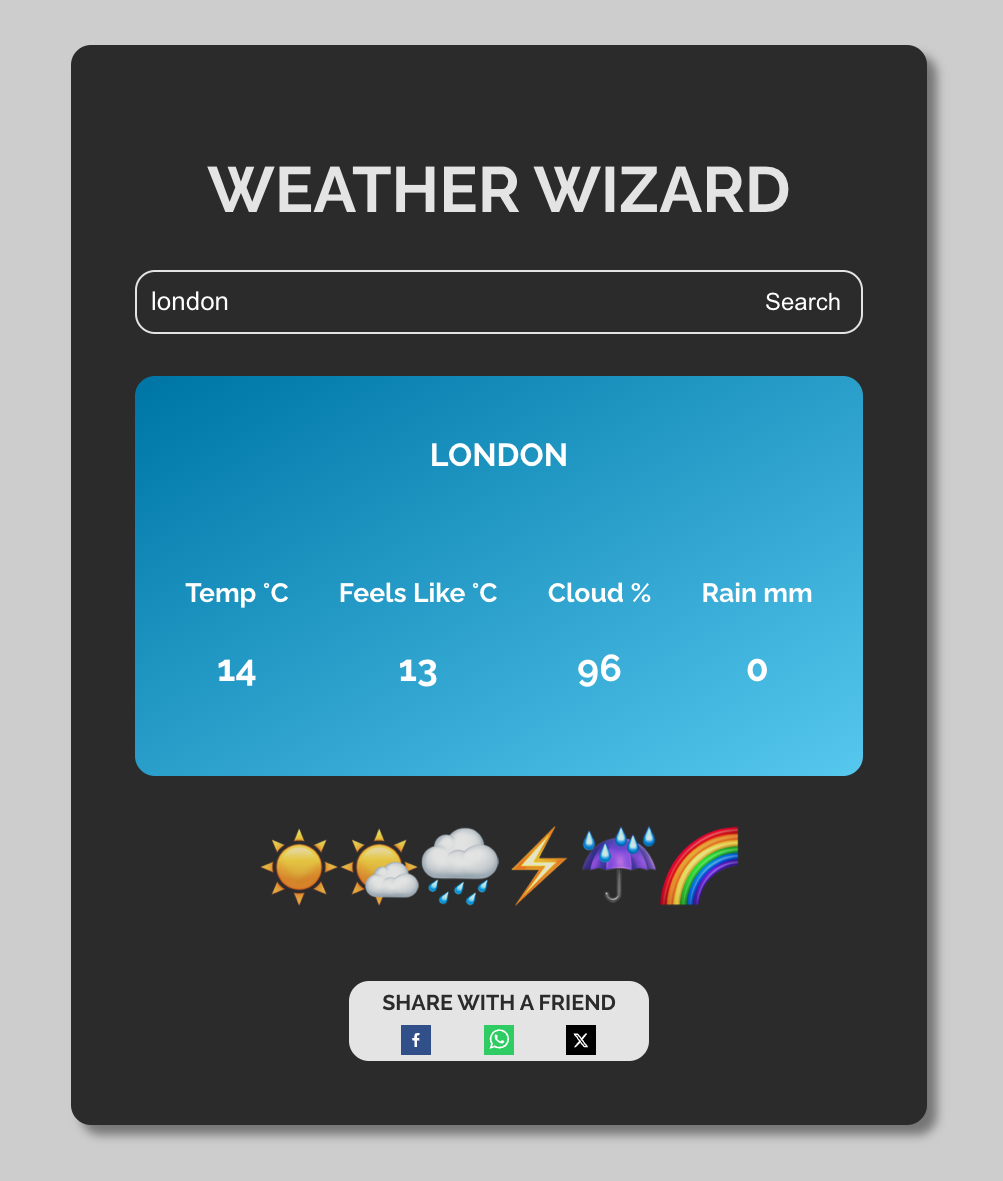 WEATHER WIZARD
london Search
LONDON
Temp °C Feels Like °C Cloud % Rain mm
14 13 96 0
SHARE WITH A FRIEND